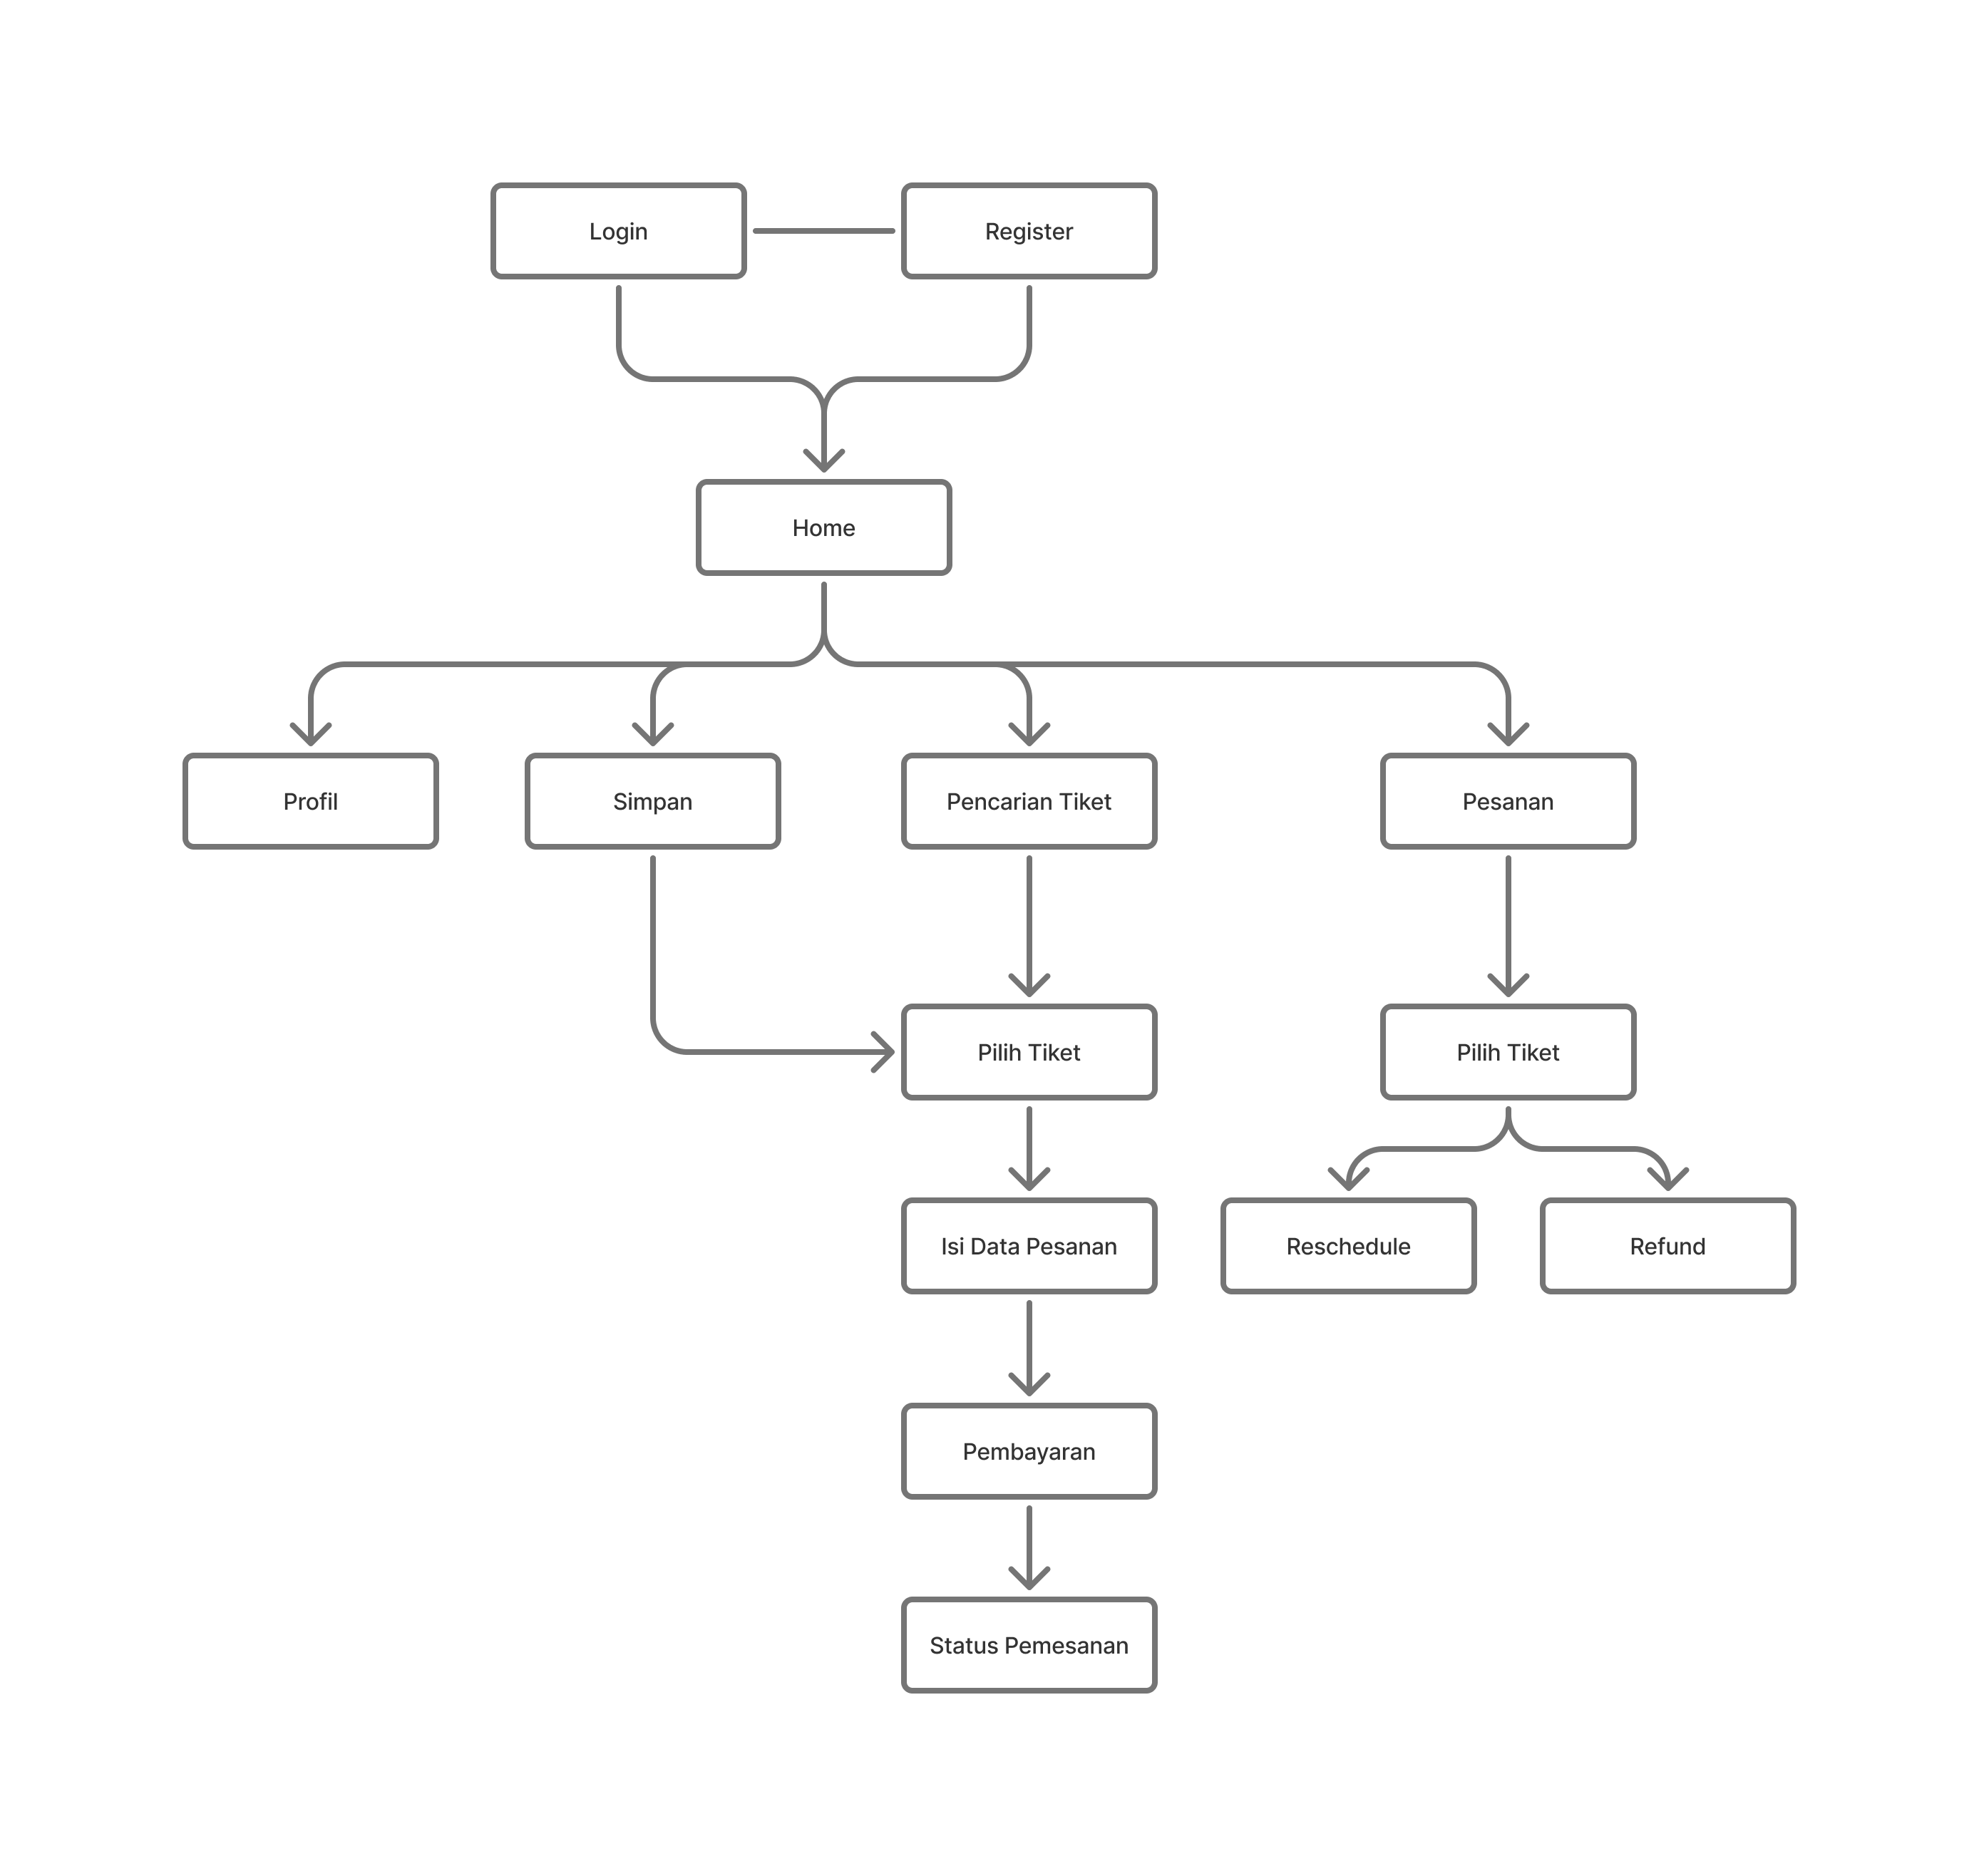 Login
Register
Home
Profil
Simpan
Pencarian Tiket
Pesanan
Pilih Tiket
Pilih Tiket
Isi Data Pesanan
Reschedule
Refund
Pembayaran
Status Pemesanan